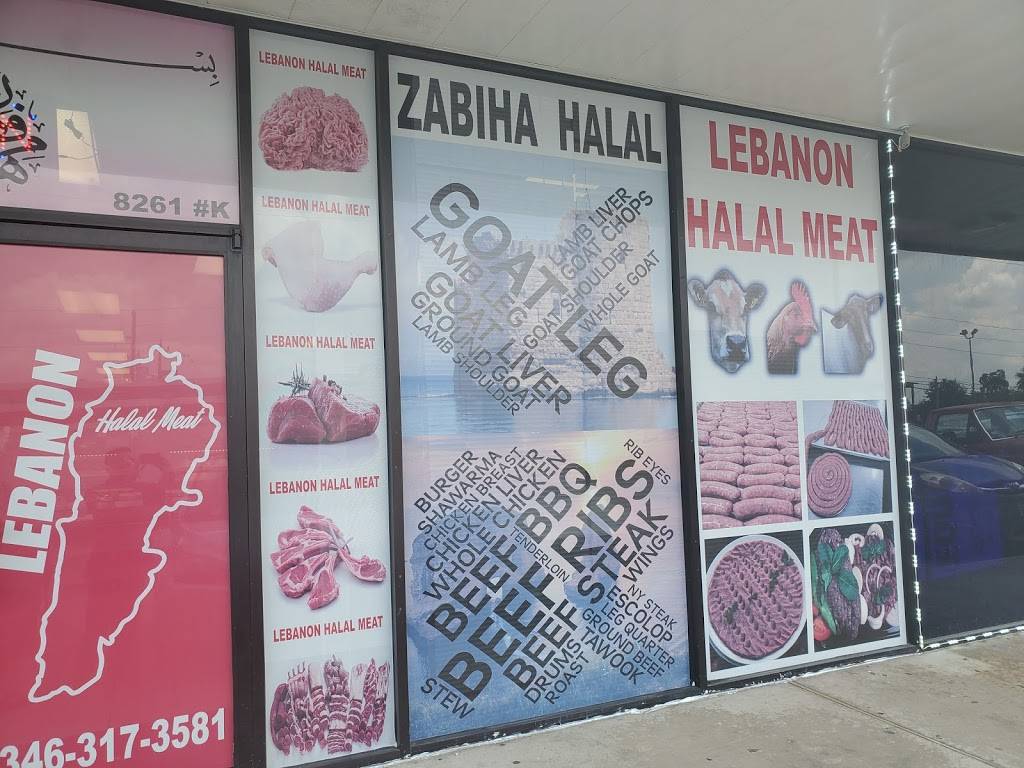 بِسْ
8261 #K
LEBANON
Halal Meat
346-317-3581
LEBANON HALAL MEAT
LEBANON HALAL MEAT
LEBANON HALAL MEAT
LEBANON HALAL MEAT
LEBANON HALAL MEAT
ZABIHA HALAL
GOAT LEG
LAMB LEG
GOAT LIVER
GROUND GOAT
LAMB SHOULDER
LAMB LIVER
GOAT CHOPS
GOAT SHOULDER
WHOLE GOAT
BURGER
SHAWARMA
CHICKEN BREAST
CHICKEN LIVER
WHOLE CHICKEN
BEEF BBQ
TENDERLOIN
BEEF RIBS
RIB EYES
BEEF STEAK
WINGS
NY STEAK
ESCOLOP
LEG QUARTER
GROUND BEEF
TAWOOK
DRUMS
ROAST
STEW
LEBANON
HALAL MEAT